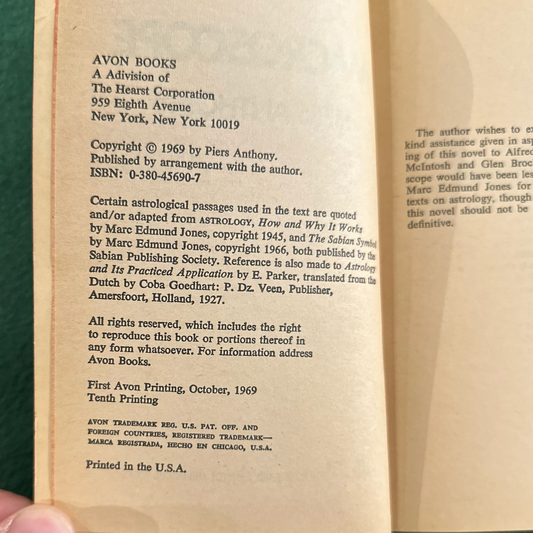 AVON BOOKS
A Adivision of
The Hearst Corporation
959 Eighth Avenue
New York, New York 10019
Copyright © 1969 by Piers Anthony.
Published by arrangement with the author.
ISBN: 0-380-45690-7
Certain astrological passages used in the text are quoted
and/or adapted from ASTROLOGY, How and Why It Works
by Marc Edmund Jones, copyright 1945, and The Sabian Symbol
by Marc Edmund Jones, copyright 1966, both published by the
Sabian Publishing Society. Reference is also made to Astrology
and Its Practiced Application by E. Parker, translated from the
Dutch by Coba Goedhart: P. Dz. Veen, Publisher,
Amersfoort, Holland, 1927.
All rights reserved, which includes the right
to reproduce this book or portions thereof in
any form whatsoever. For information address
Avon Books.
First Avon Printing, October, 1969
Tenth Printing
AVON TRADEMARK REG. U.S. PAT. OFF. AND
FOREIGN COUNTRIES, REGISTERED TRADEMARK—
MARCA REGISTRADA, HECHO EN CHICAGO, U.S.A.
Printed in the U.S.A.
The author wishes to ex
kind assistance given in asp
ing of this novel to Alfred
McIntosh and Glen Broc
scope would have been les
Marc Edmund Jones for
texts on astrology, though
this novel should not be
definitive.